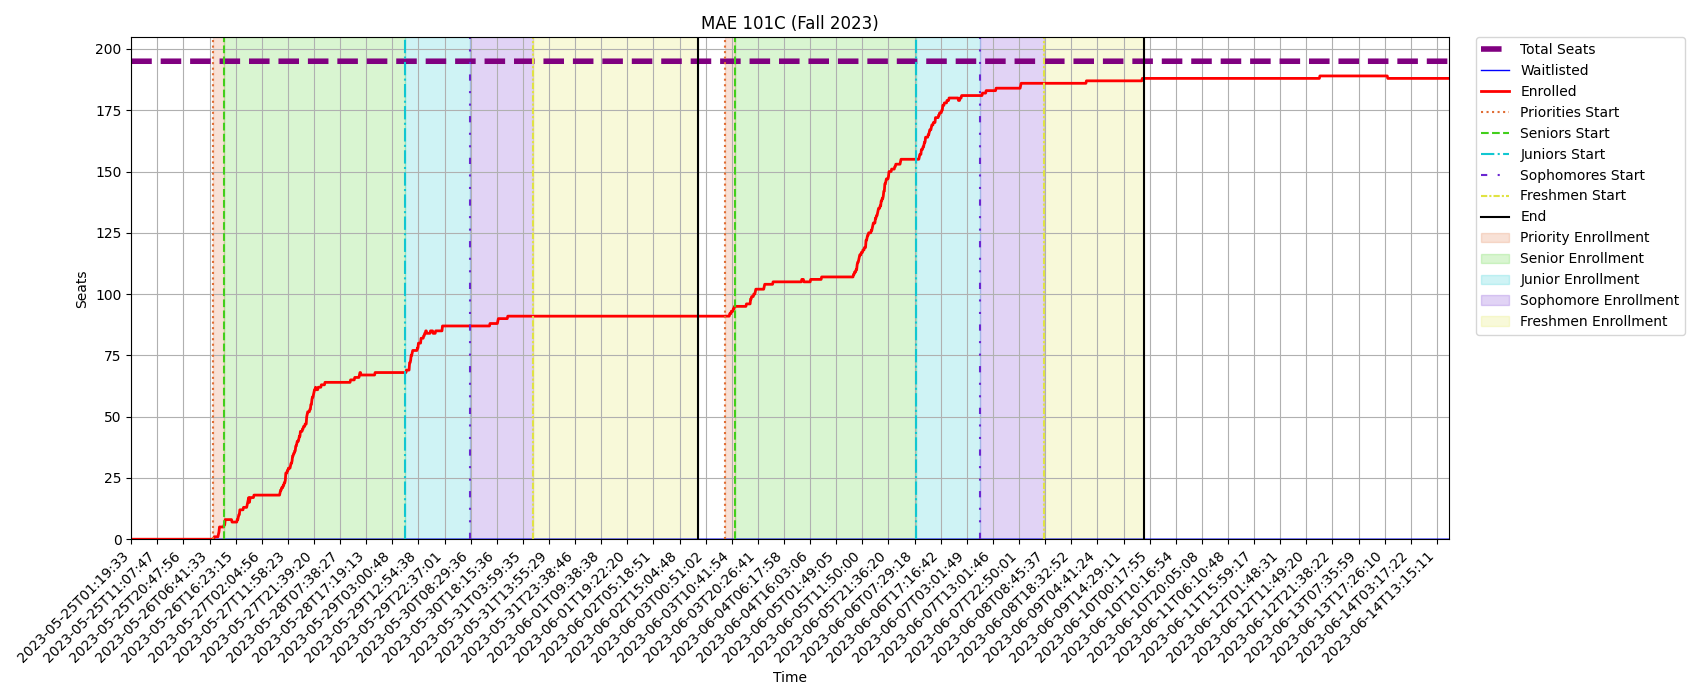 MAE 101C (Fall 2023)
Seats
200
175
150
125
100
75
50
25
0
2023-05-25T01:19:33
2023-05-25T11:07:47
2023-05-25T20:47:56
2023-05-26T06:41:33
2023-05-26T16:23:15
2023-05-27T02:04:56
2023-05-27T11:58:23
2023-05-27T21:39:20
2023-05-28T07:38:27
2023-05-28T17:19:13
2023-05-29T03:00:48
2023-05-29T12:54:38
2023-05-29T22:37:01
2023-05-30T08:29:36
2023-05-30T18:15:36
2023-05-31T03:59:35
2023-05-31T13:55:29
2023-05-31T23:38:46
2023-06-01T09:38:38
2023-06-01T19:22:20
2023-06-02T05:18:51
2023-06-02T15:04:48
2023-06-03T00:51:02
2023-06-03T10:41:54
2023-06-03T20:26:41
2023-06-04T06:17:58
2023-06-04T16:03:06
2023-06-05T01:49:05
2023-06-05T11:50:00
2023-06-05T21:36:20
2023-06-06T07:29:18
2023-06-06T17:16:42
2023-06-07T03:01:49
2023-06-07T13:01:46
2023-06-07T22:50:01
2023-06-08T08:45:37
2023-06-08T18:32:52
2023-06-09T04:41:24
2023-06-09T14:29:11
2023-06-10T00:17:55
2023-06-10T10:16:54
2023-06-10T20:05:08
2023-06-11T06:10:48
2023-06-11T15:59:17
2023-06-12T01:48:31
2023-06-12T11:49:20
2023-06-12T21:38:22
2023-06-13T07:35:59
2023-06-13T17:26:10
2023-06-14T03:17:22
2023-06-14T13:15:11
Time
Total Seats
Waitlisted
Enrolled
Priorities Start
Seniors Start
Juniors Start
Sophomores Start
Freshmen Start
End
Priority Enrollment
Senior Enrollment
Junior Enrollment
Sophomore Enrollment
Freshmen Enrollment